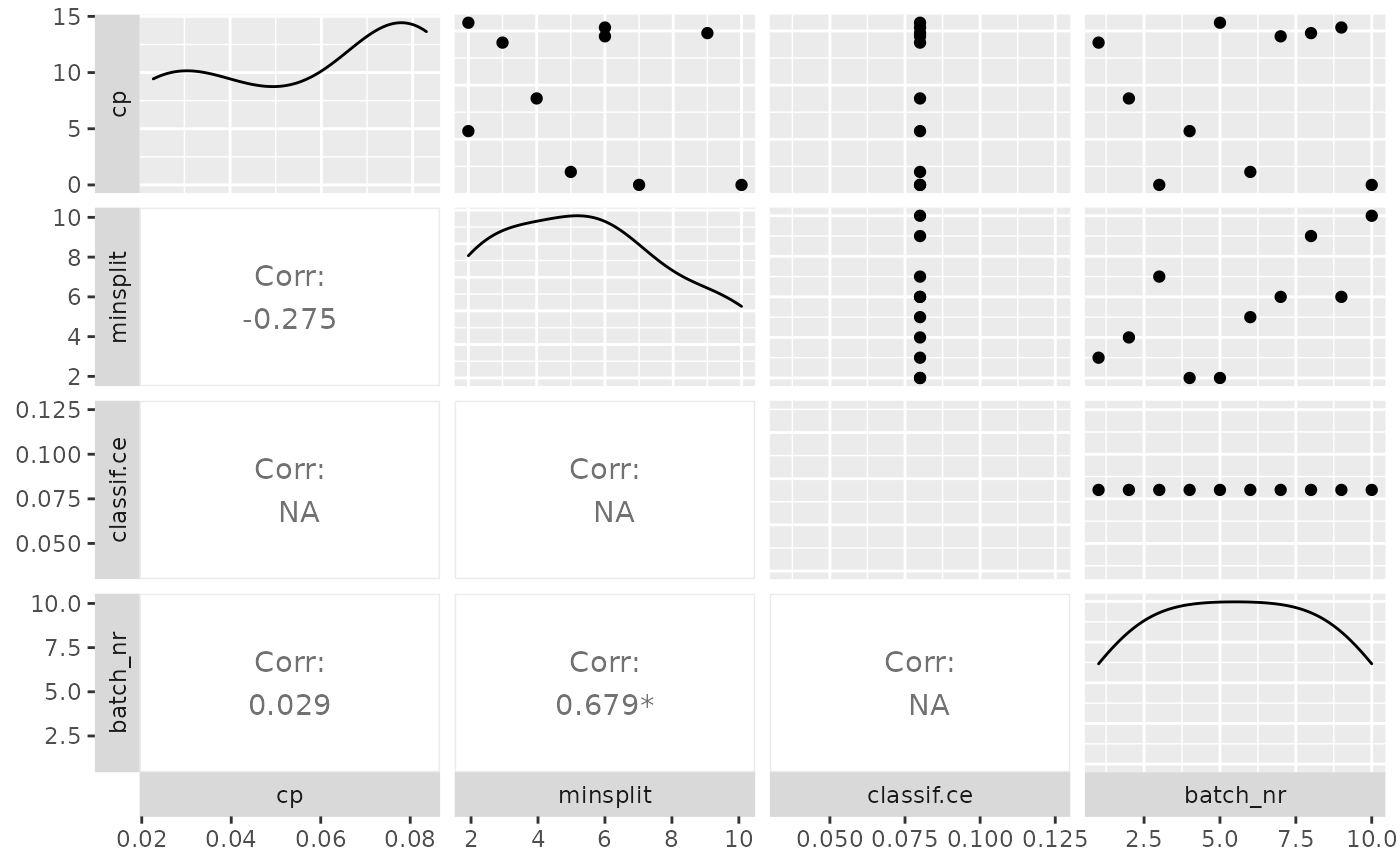 15
10
5
0
cp
10
8
6
4
2
minsplit
Corr:
-0.275
0.125
0.100
0.075
0.050
classif.ce
Corr:
NA
Corr:
NA
10.0
7.5
5.0
2.5
batch_nr
Corr:
0.029
Corr:
0.679*
Corr:
NA
cp minsplit classif.ce batch_nr
0.02 0.04 0.06 0.08 2 4 6 8 10 0.050 0.075 0.100 0.125 2.5 5.0 7.5 10.0